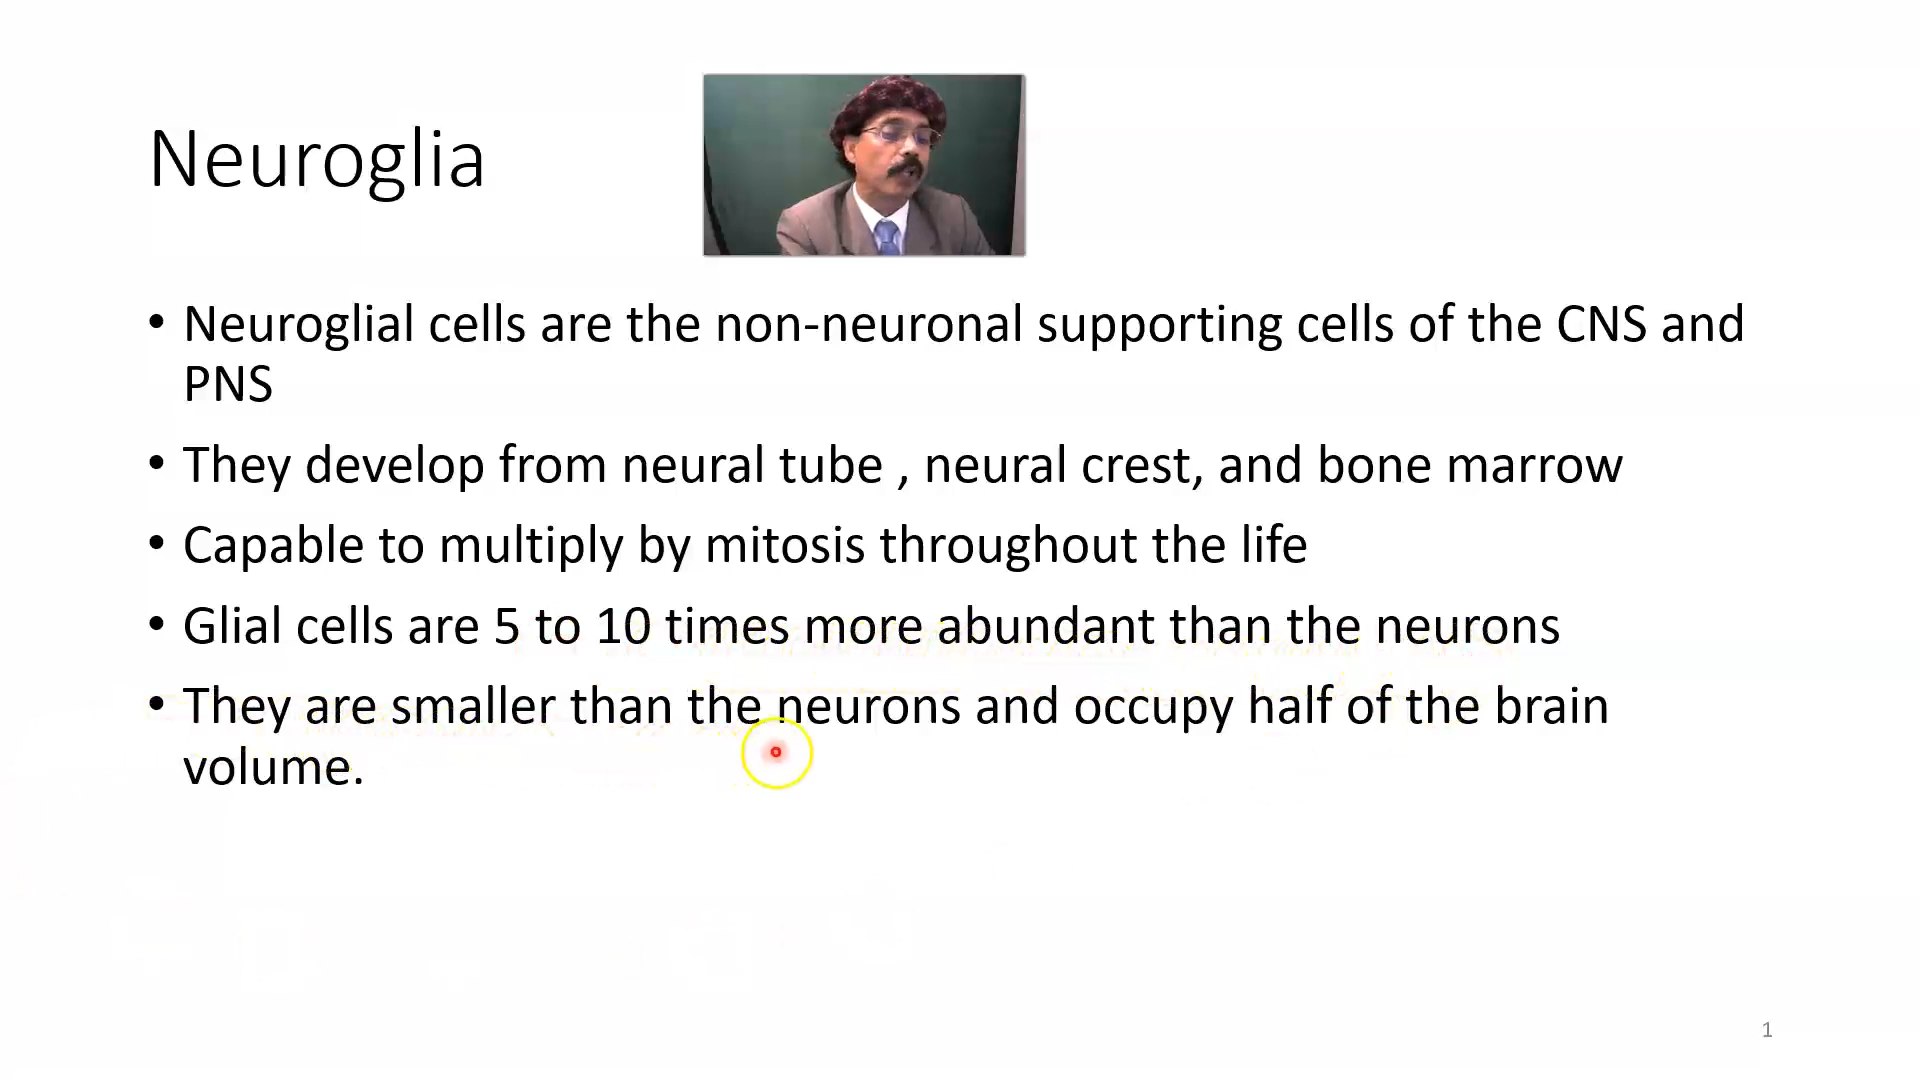 Neuroglia
• Neuroglial cells are the non-neuronal supporting cells of the CNS and
PNS
• They develop from neural tube , neural crest, and bone marrow
• Capable to multiply by mitosis throughout the life
• Glial cells are 5 to 10 times more abundant than the neurons
• They are smaller than the neurons and occupy half of the brain
volume.
1